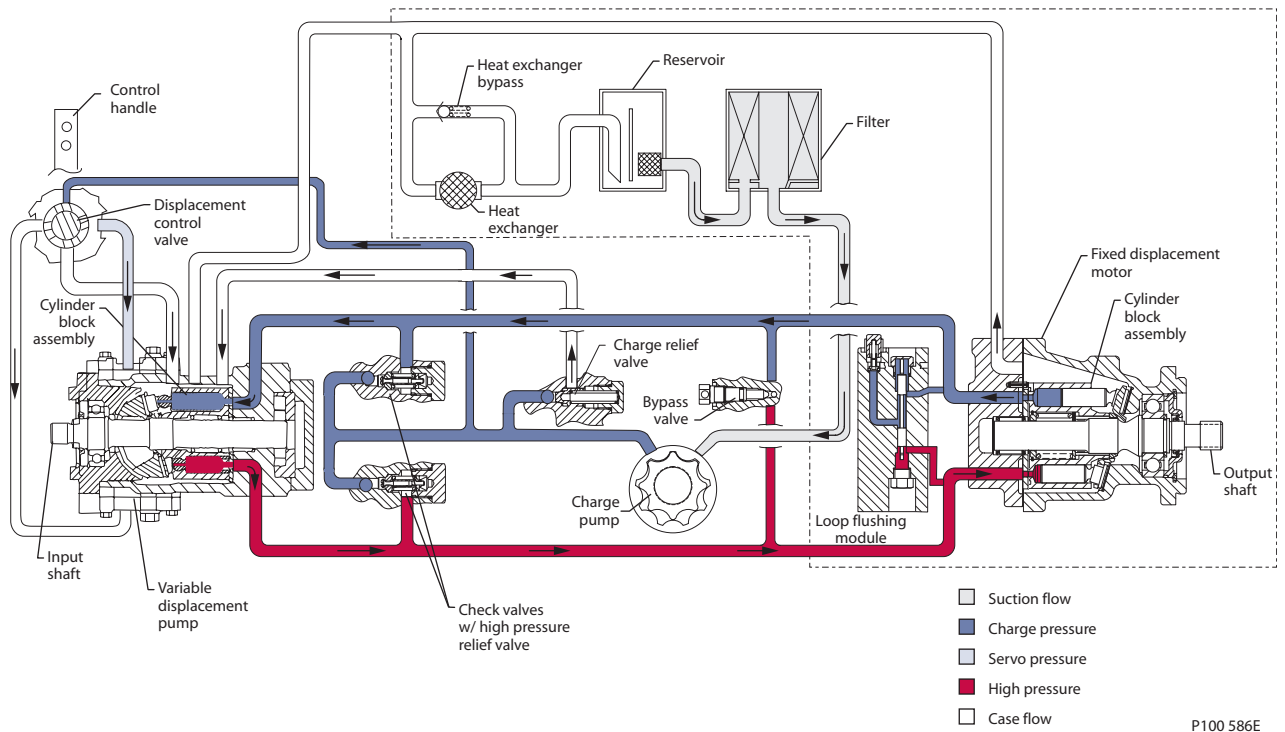 Control
handle
Heat exchanger
bypass
Reservoir
Filter
Displacement
control
valve
Heat
exchanger
Fixed displacement
motor
Cylinder
block
assembly
Cylinder
block
assembly
Charge relief
valve
Bypass
valve
Charge
pump
Loop flushing
module
Output
shaft
Input
shaft
Variable
displacement
pump
Check valves
w/ high pressure
relief valve
Suction flow
Charge pressure
Servo pressure
High pressure
Case flow
P100 586E